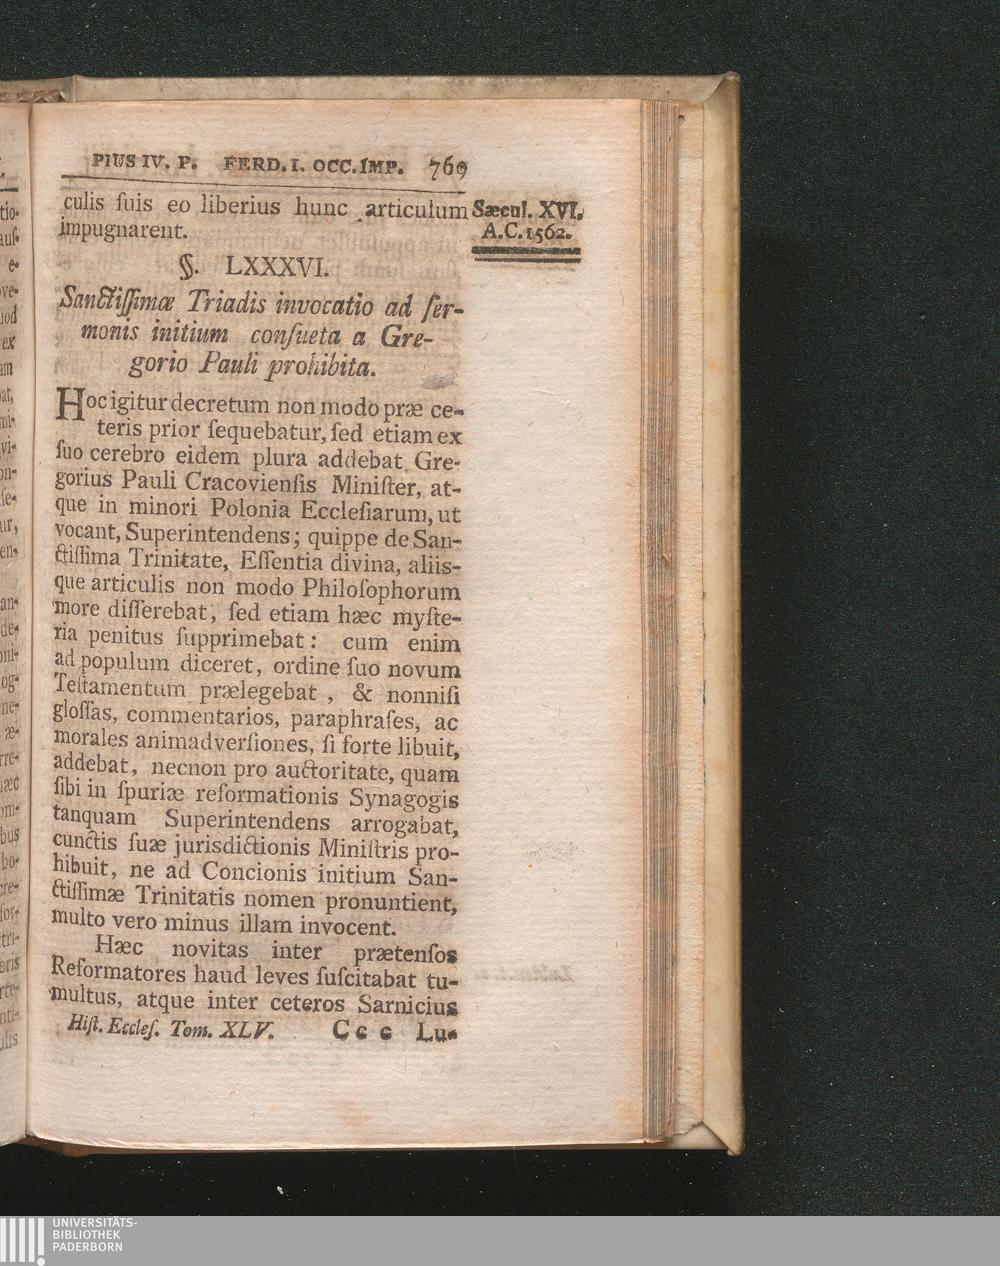 PIUS IV. P. FERD. I. OCC. IMP. 769
culis ſuis eo liberius hunc articulum
impugnarent.
Sæcul. XVI.
A.C. 1562.
§. LXXXVI.
Sanctiſſimæ Triadis invocatio ad ſer-
monis initium conſueta a Gre-
gorio Pauli prohibita.
Hoc igitur decretum non modo præ ce-
teris prior ſequebatur, ſed etiam ex
ſuo cerebro eidem plura addebat Gre-
gorius Pauli Cracovienſis Miniſter, at-
que in minori Polonia Eccleſiarum, ut
vocant, Superintendens; quippe de San-
ctiſſima Trinitate, Eſſentia divina, aliis-
que articulis non modo Philoſophorum
more diſſerebat, ſed etiam hæc myſte-
ria penitus ſupprimebat: cum enim
ad populum diceret, ordine ſuo novum
Teſtamentum prælegebat, & nonniſi
gloſſas, commentarios, paraphraſes, ac
morales animadverſiones, ſi forte libuit,
addebat, necnon pro auctoritate, quam
ſibi in ſpuriæ reformationis Synagogis
tanquam Superintendens arrogabat,
cunctis ſuæ jurisdictionis Miniſtris pro-
hibuit, ne ad Concionis initium San-
ctiſſimæ Trinitatis nomen pronuntient,
multo vero minus illam invocent.
Hæc novitas inter prætenſos
Reformatores haud leves ſuſcitabat tu-
multus, atque inter ceteros Sarnicius
Hiſt. Eccleſ. Tom. XLV. Ccc Lu-
UNIVERSITÄTS-
BIBLIOTHEK
PADERBORN